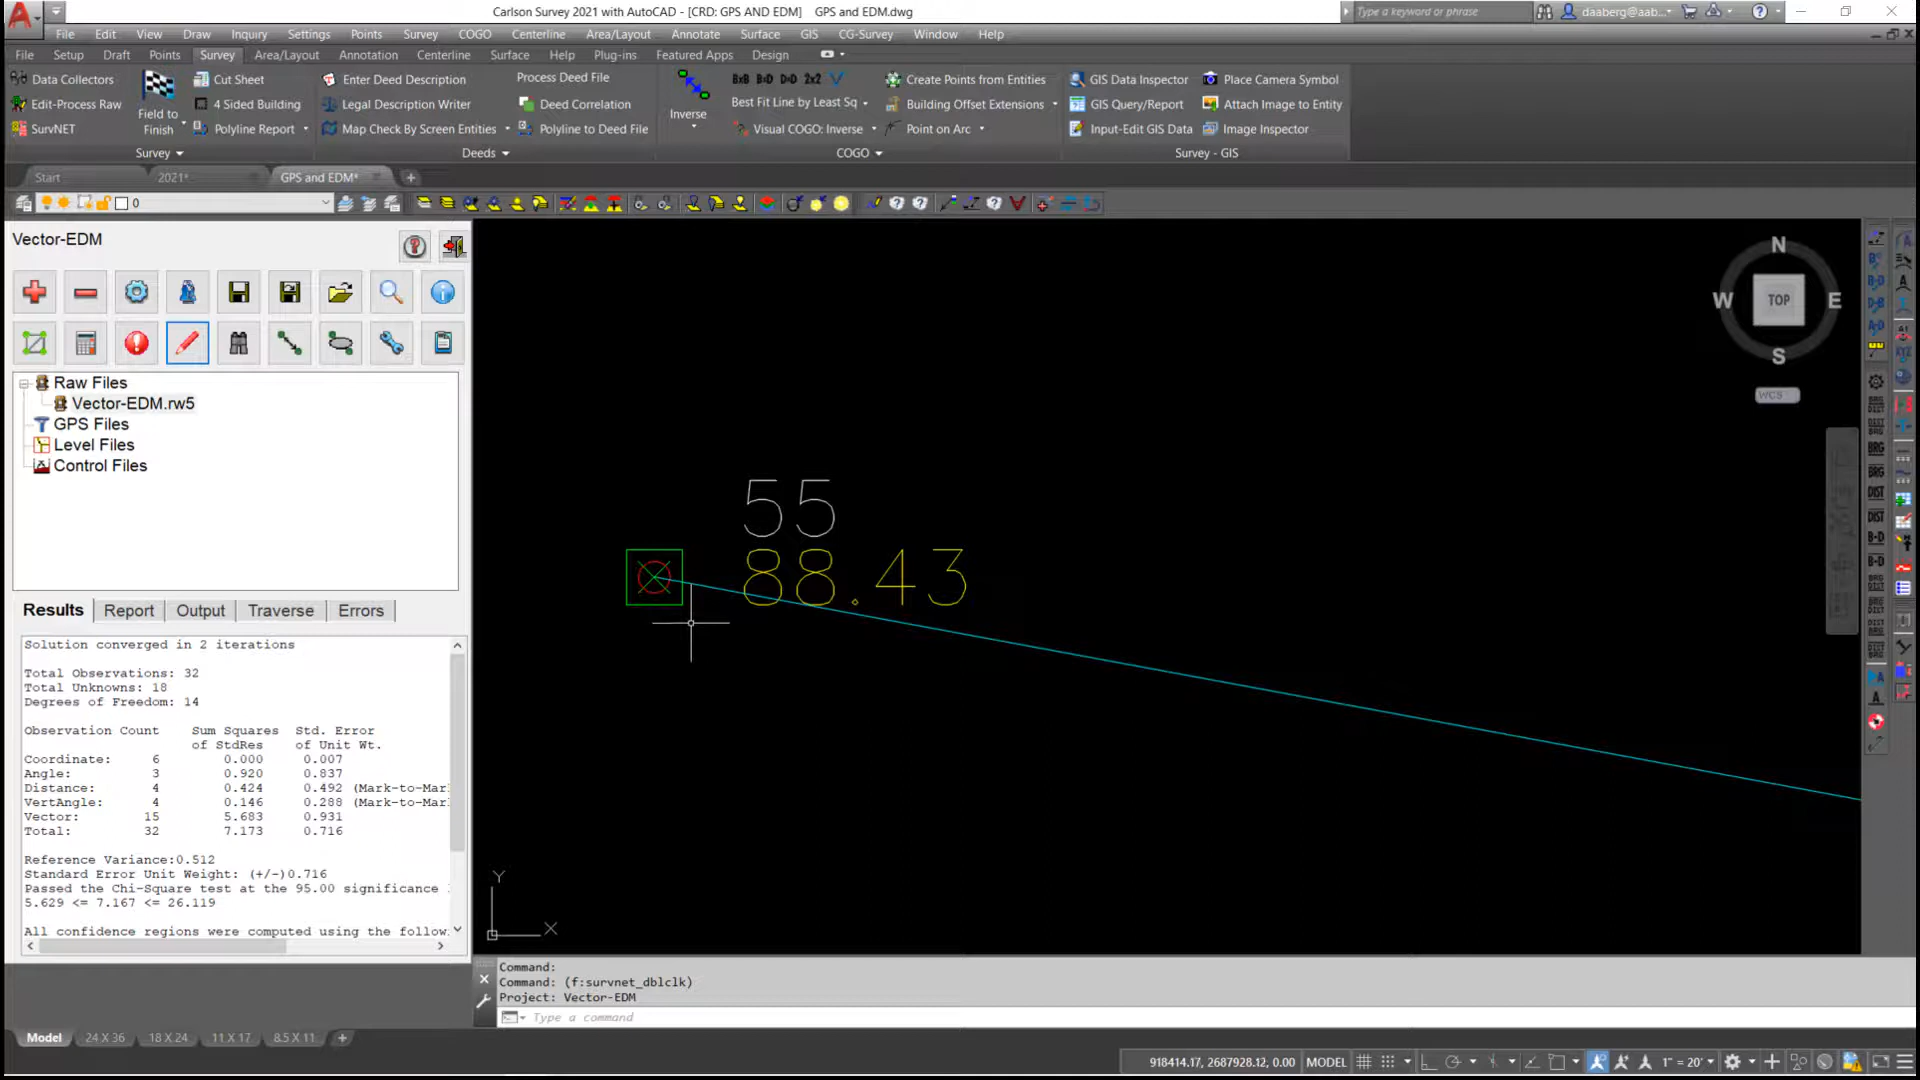 Carlson Survey 2021 with AutoCAD - [CRD: GPS AND EDM] GPS and EDM.dwg
Type a keyword or phrase
daaberg@aab...
File Edit View Draw Inquiry Settings Points Survey COGO Centerline Area/Layout Annotate Surface GIS CG-Survey Window Help
File Setup Draft Points Survey Area/Layout Annotation Centerline Surface Help Plug-ins Featured Apps Design
Data Collectors
Edit-Process Raw
SurvNET
Field to
Finish
Cut Sheet
4 Sided Building
Polyline Report
Survey
Enter Deed Description
Legal Description Writer
Map Check By Screen Entities
Process Deed File
Deed Correlation
Polyline to Deed File
Deeds
Inverse
Best Fit Line by Least Sq
Visual COGO: Inverse
Create Points from Entities
Building Offset Extensions
Point on Arc
COGO
GIS Data Inspector
GIS Query/Report
Input-Edit GIS Data
Place Camera Symbol
Attach Image to Entity
Image Inspector
Survey - GIS
Start 2021* GPS and EDM*
0
Vector-EDM
Raw Files
Vector-EDM.rw5
GPS Files
Level Files
Control Files
Results Report Output Traverse Errors
Solution converged in 2 iterations
Total Observations: 32
Total Unknowns: 18
Degrees of Freedom: 14
Observation Count Sum Squares Std. Error
of StdRes of Unit Wt.
Coordinate: 6 0.000 0.007
Angle: 3 0.920 0.837
Distance: 4 0.424 0.492 (Mark-to-Mar
VertAngle: 4 0.146 0.288 (Mark-to-Mar
Vector: 15 5.683 0.931
Total: 32 7.173 0.716
Reference Variance:0.512
Standard Error Unit Weight: (+/-)0.716
Passed the Chi-Square test at the 95.00 significance
5.629 <= 7.167 <= 26.119
All confidence regions were computed using the follow
55
88.43
N
W TOP E
S
WCS
Y
X
Command:
Command: (f:survnet_dblclk)
Project: Vector-EDM
Type a command
Model 24 X 36 18 X 24 11 X 17 8.5 X 11
918414.17, 2687928.12, 0.00 MODEL 1" = 20'